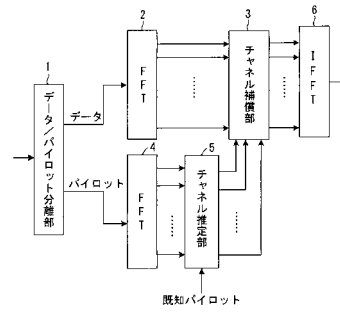 1
データ/パイロット分離部
データ
パイロット
2
FFT
3
チャネル補償部
6
IFFT
4
FFT
5
チャネル推定部
既知パイロット